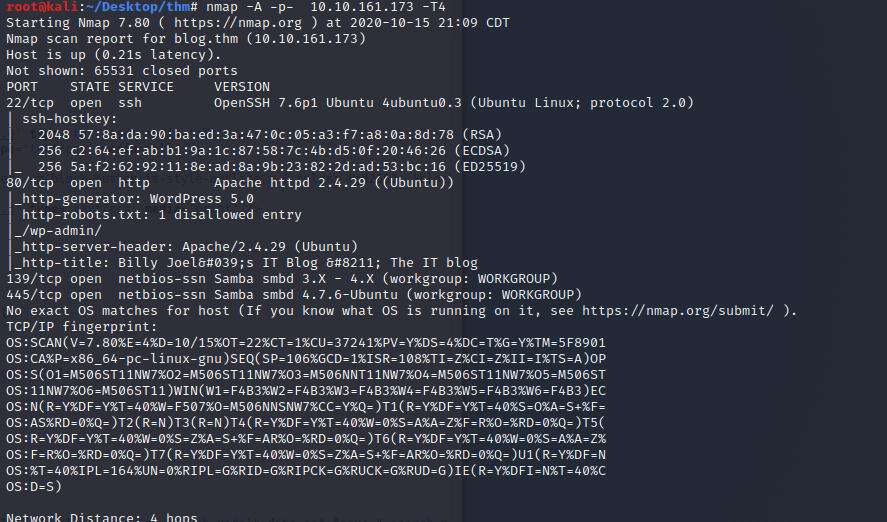 root@kali:~/Desktop/thm# nmap -A -p- 10.10.161.173 -T4
Starting Nmap 7.80 ( https://nmap.org ) at 2020-10-15 21:09 CDT
Nmap scan report for blog.thm (10.10.161.173)
Host is up (0.21s latency).
Not shown: 65531 closed ports
PORT    STATE SERVICE     VERSION
22/tcp  open  ssh         OpenSSH 7.6p1 Ubuntu 4ubuntu0.3 (Ubuntu Linux; protocol 2.0)
| ssh-hostkey:
|   2048 57:8a:da:90:ba:ed:3a:47:0c:05:a3:f7:a8:0a:8d:78 (RSA)
|   256 c2:64:ef:ab:b1:9a:1c:87:58:7c:4b:d5:0f:20:46:26 (ECDSA)
|_  256 5a:f2:62:92:11:8e:ad:8a:9b:23:82:2d:ad:53:bc:16 (ED25519)
80/tcp  open  http        Apache httpd 2.4.29 ((Ubuntu))
|_http-generator: WordPress 5.0
| http-robots.txt: 1 disallowed entry
|_/wp-admin/
|_http-server-header: Apache/2.4.29 (Ubuntu)
|_http-title: Billy Joel&#039;s IT Blog &#8211; The IT blog
139/tcp open  netbios-ssn Samba smbd 3.X - 4.X (workgroup: WORKGROUP)
445/tcp open  netbios-ssn Samba smbd 4.7.6-Ubuntu (workgroup: WORKGROUP)
No exact OS matches for host (If you know what OS is running on it, see https://nmap.org/submit/ ).
TCP/IP fingerprint:
OS:SCAN(V=7.80%E=4%D=10/15%OT=22%CT=1%CU=37241%PV=Y%DS=4%DC=T%G=Y%TM=5F8901
OS:CA%P=x86_64-pc-linux-gnu)SEQ(SP=106%GCD=1%ISR=108%TI=Z%CI=Z%II=I%TS=A)OP
OS:S(O1=M506ST11NW7%O2=M506ST11NW7%O3=M506NNT11NW7%O4=M506ST11NW7%O5=M506ST
OS:11NW7%O6=M506ST11)WIN(W1=F4B3%W2=F4B3%W3=F4B3%W4=F4B3%W5=F4B3%W6=F4B3)EC
OS:N(R=Y%DF=Y%T=40%W=F507%O=M506NNSNW7%CC=Y%Q=)T1(R=Y%DF=Y%T=40%S=O%A=S+%F=
OS:AS%RD=0%Q=)T2(R=N)T3(R=N)T4(R=Y%DF=Y%T=40%W=0%S=A%A=Z%F=R%O=%RD=0%Q=)T5(
OS:R=Y%DF=Y%T=40%W=0%S=Z%A=S+%F=AR%O=%RD=0%Q=)T6(R=Y%DF=Y%T=40%W=0%S=A%A=Z%
OS:F=R%O=%RD=0%Q=)T7(R=Y%DF=Y%T=40%W=0%S=Z%A=S+%F=AR%O=%RD=0%Q=)U1(R=Y%DF=N
OS:%T=40%IPL=164%UN=0%RIPL=G%RID=G%RIPCK=G%RUCK=G%RUD=G)IE(R=Y%DFI=N%T=40%C
OS:D=S)
Network Distance: 4 hops